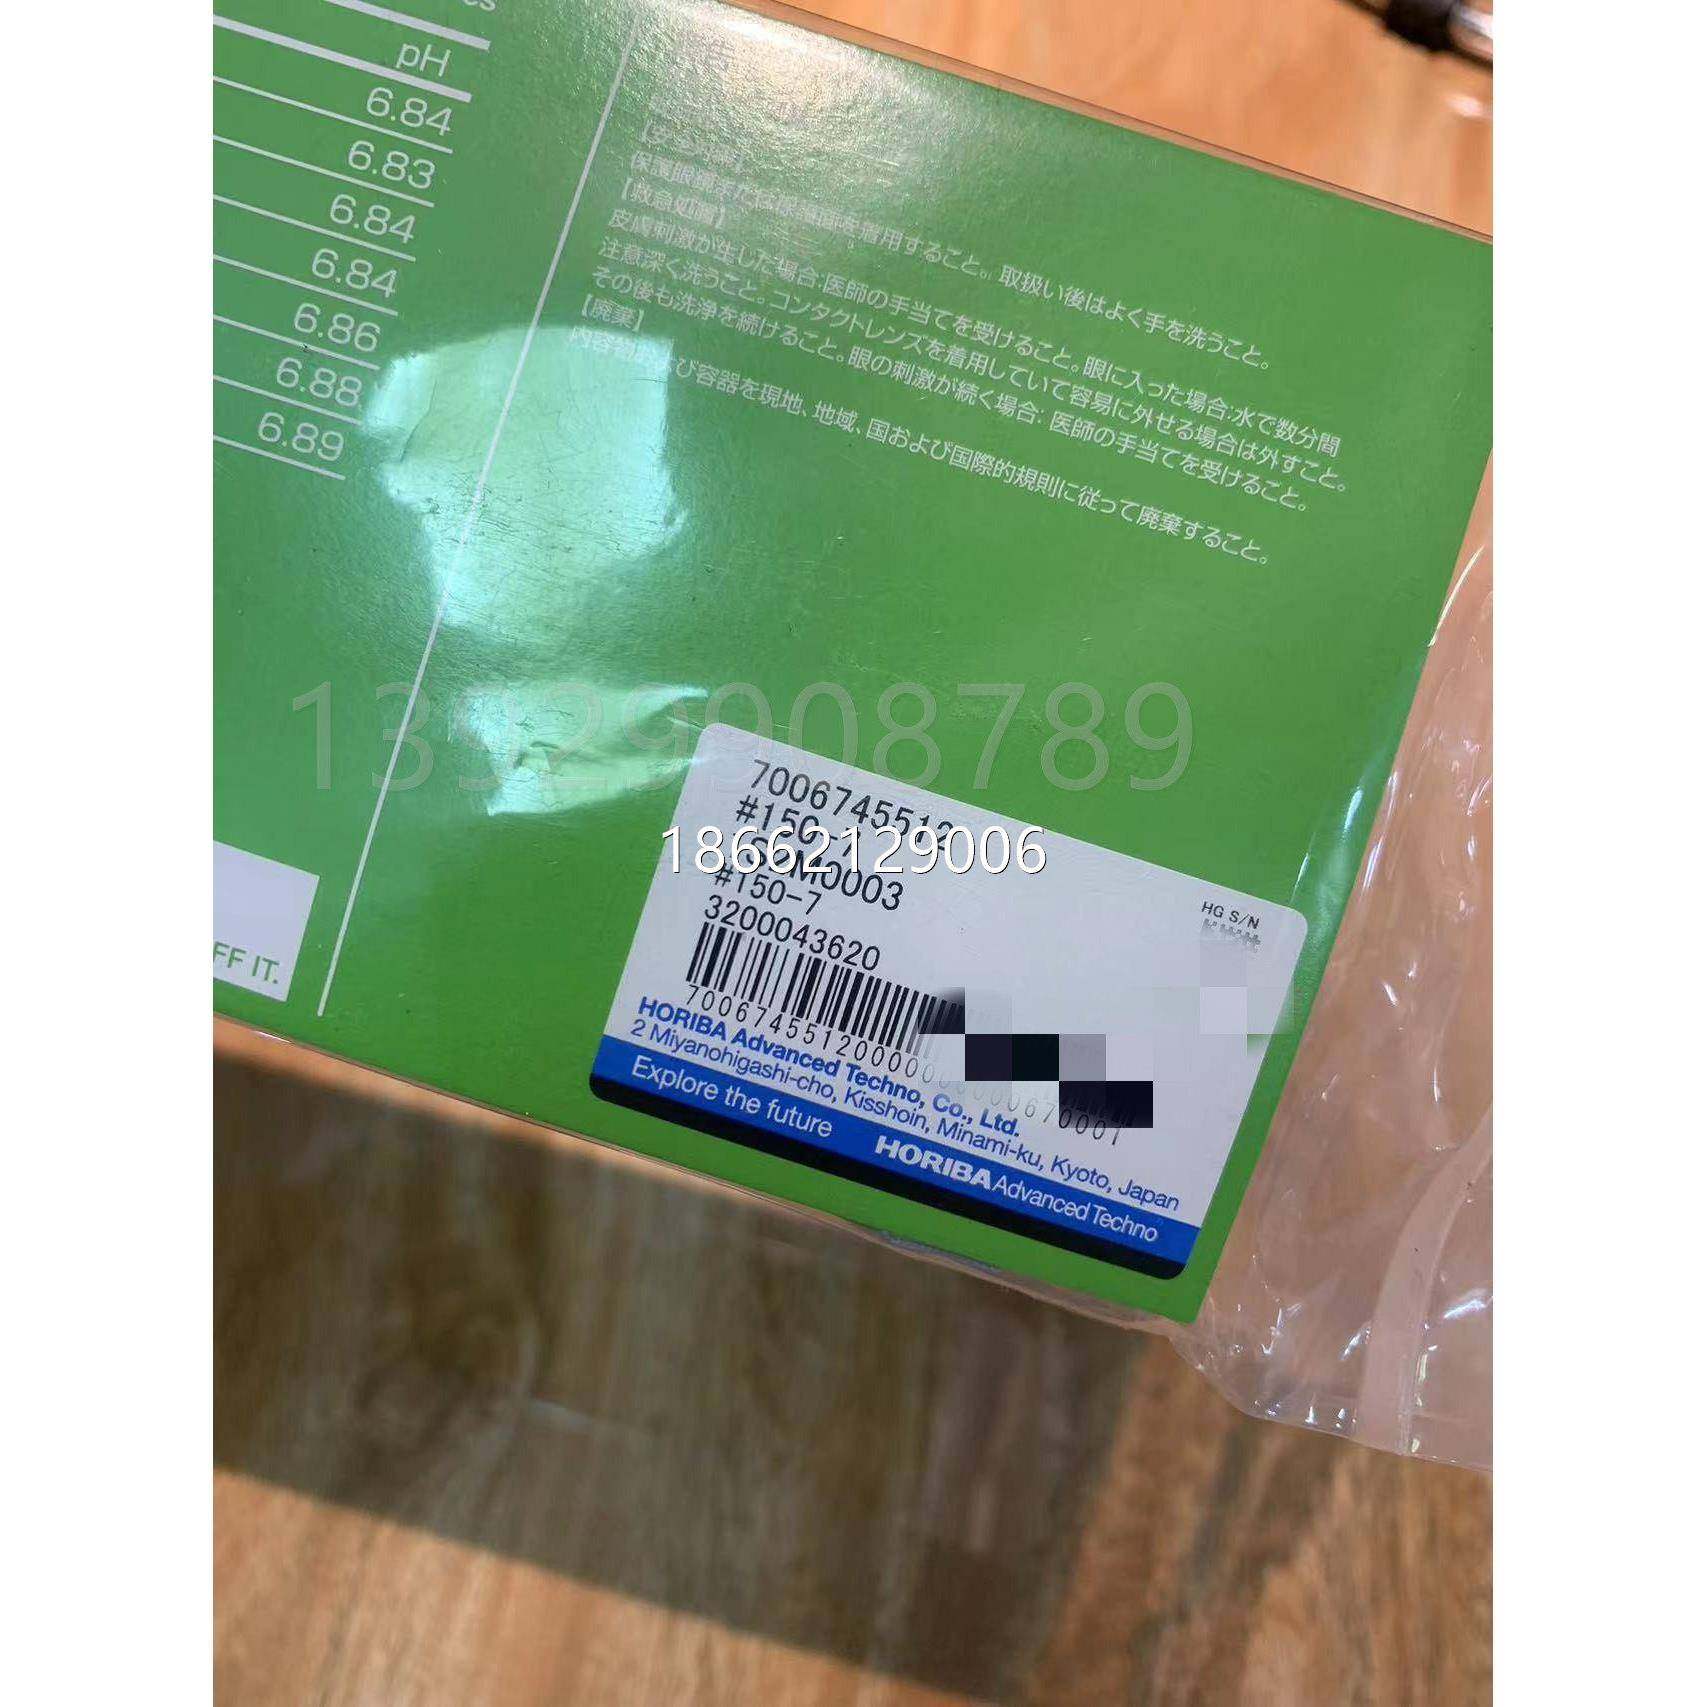 pH
6.84
6.83
6.84
6.84
6.86
6.88
6.89
FF IT.
を着用すること。取扱い後はよく手を洗うこと。
【救急処置】
皮膚刺激が生じた場合:医師の手当てを受けること。眼に入った場合:水で数分間
注意深く洗うこと。コンタクトレンズを着用していて容易に外せる場合は外すこと。
その後も洗浄を続けること。眼の刺激が続く場合: 医師の手当てを受けること。
【廃棄】
および容器を現地、地域、国および国際的規則に従って廃棄すること。
13929908789
7006745512
#150-7
18662129006
M0003
#150-7
3200043620
HG S/N
HORIBA Advanced Techno, Co., Ltd.
2 Miyanohigashi-cho, Kisshoin, Minami-ku, Kyoto, Japan
Explore the future
HORIBA Advanced Techno